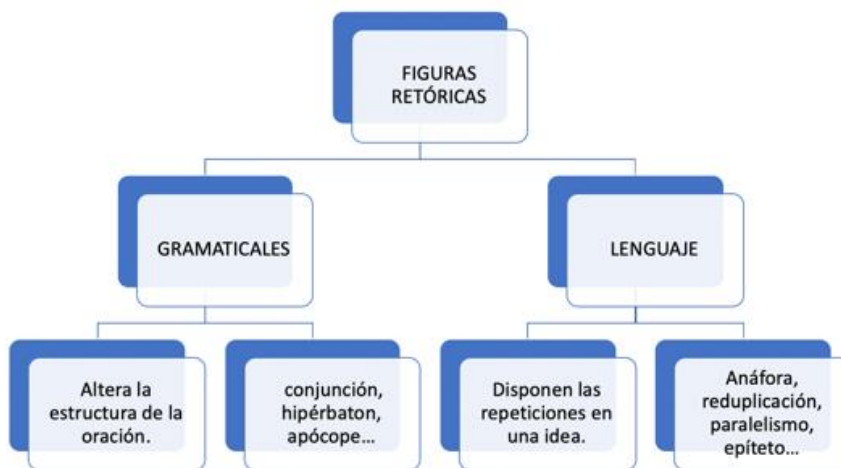 FIGURAS
RETÓRICAS
GRAMATICALES
LENGUAJE
Altera la
estructura de la
oración.
conjunción,
hipérbaton,
apócope...
Disponen las
repeticiones en
una idea.
Anáfora,
reduplicación,
paralelismo,
epíteto...